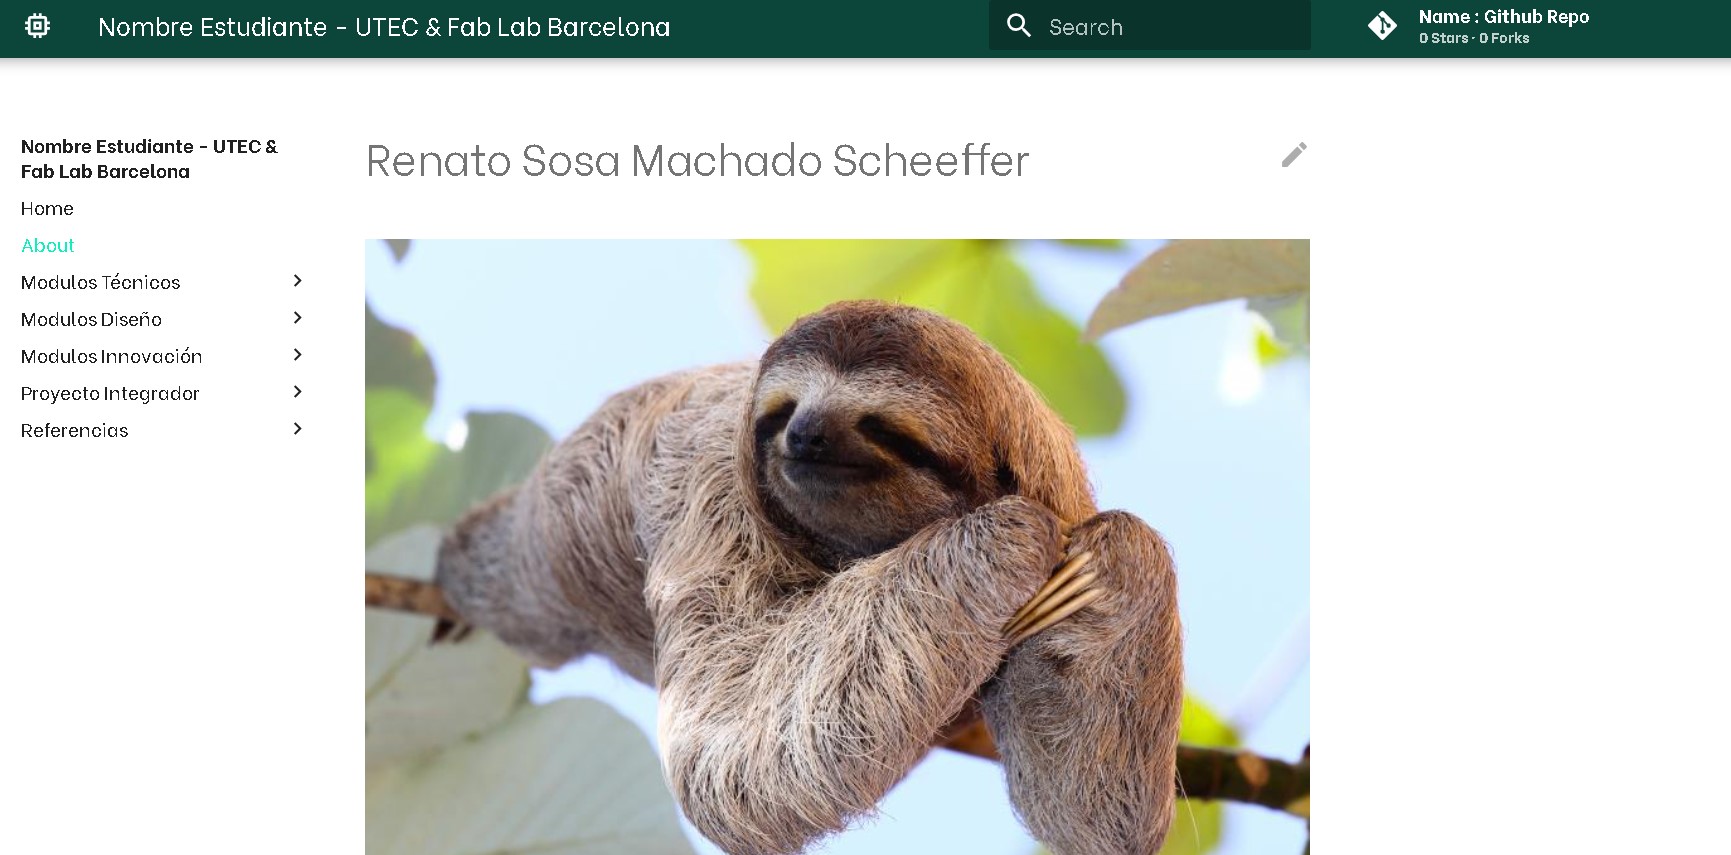 Nombre Estudiante - UTEC & Fab Lab Barcelona
Search
Name : Github Repo
0 Stars · 0 Forks
Nombre Estudiante - UTEC &
Fab Lab Barcelona
Home
About
Modulos Técnicos
Modulos Diseño
Modulos Innovación
Proyecto Integrador
Referencias
Renato Sosa Machado Scheeffer